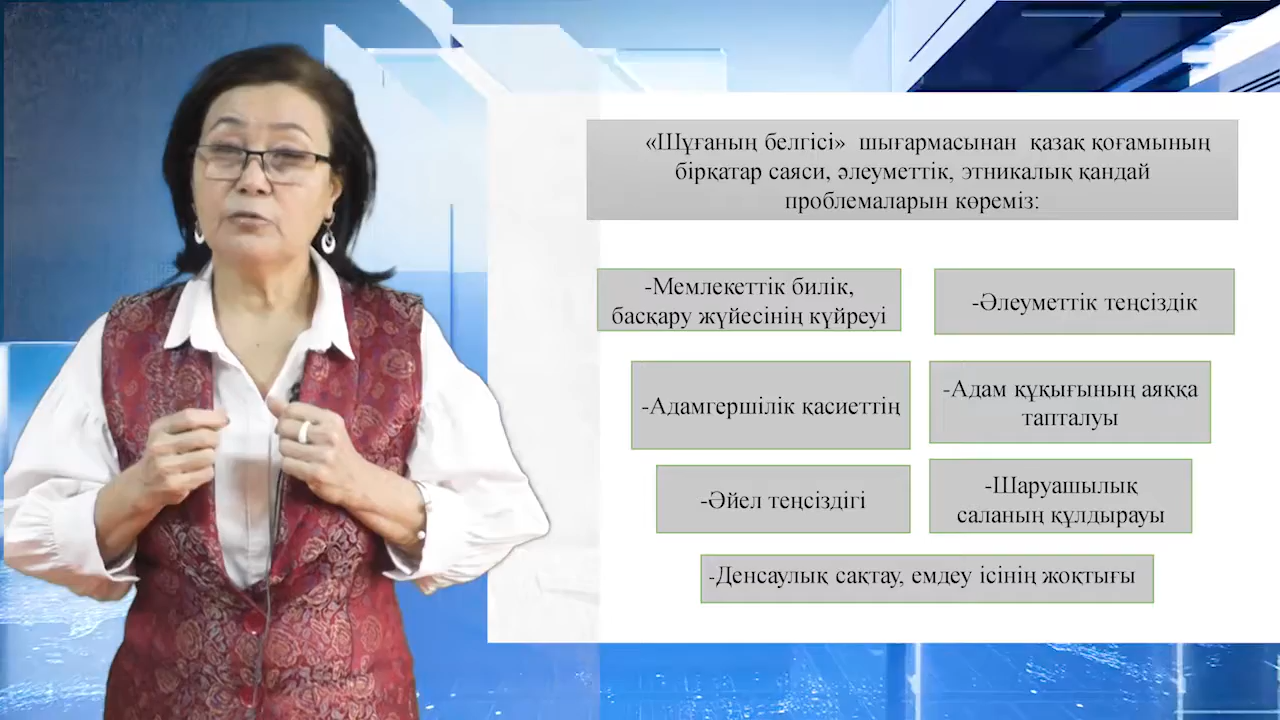 «Шұғаның белгісі» шығармасынан қазақ қоғамының
бірқатар саяси, әлеуметтік, этникалық қандай
проблемаларын көреміз:
-Мемлекеттік билік,
басқару жүйесінің күйреуі
-Әлеуметтік теңсіздік
-Адамгершілік қасиеттің
-Адам құқығының аяққа
тапталуы
-Әйел теңсіздігі
-Шаруашылық
саланың құлдырауы
-Денсаулық сақтау, емдеу ісінің жоқтығы